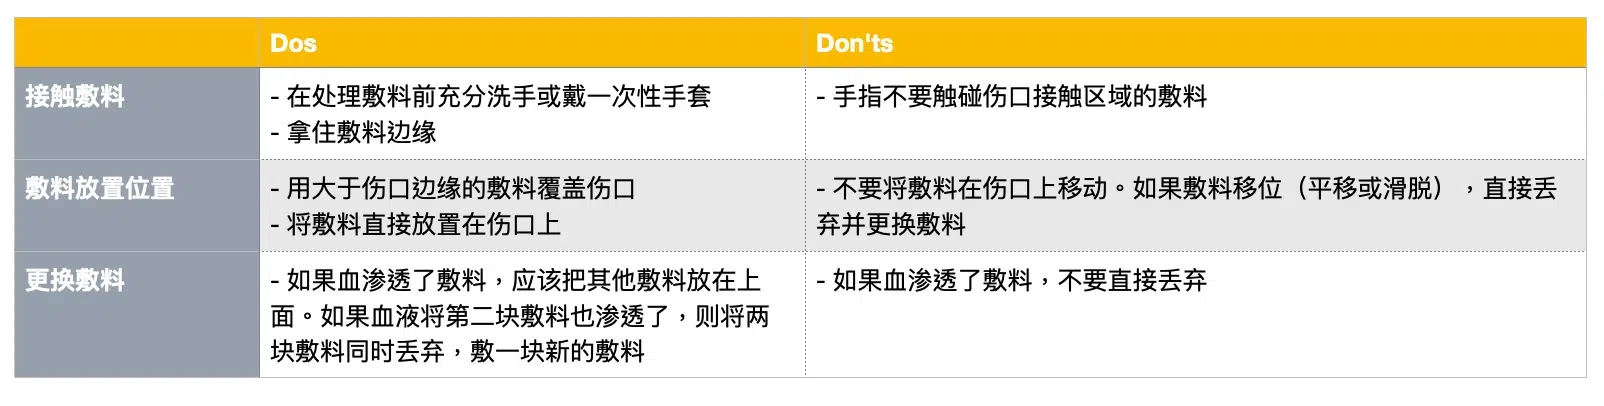 Dos
Don'ts
接触敷料
- 在处理敷料前充分洗手或戴一次性手套
- 拿住敷料边缘
- 手指不要触碰伤口接触区域的敷料
敷料放置位置
- 用大于伤口边缘的敷料覆盖伤口
- 将敷料直接放置在伤口上
- 不要将敷料在伤口上移动。如果敷料移位（平移或滑脱），直接丢
弃并更换敷料
更换敷料
- 如果血渗透了敷料，应该把其他敷料放在上
面。如果血液将第二块敷料也渗透了，则将两
块敷料同时丢弃，敷一块新的敷料
- 如果血渗透了敷料，不要直接丢弃